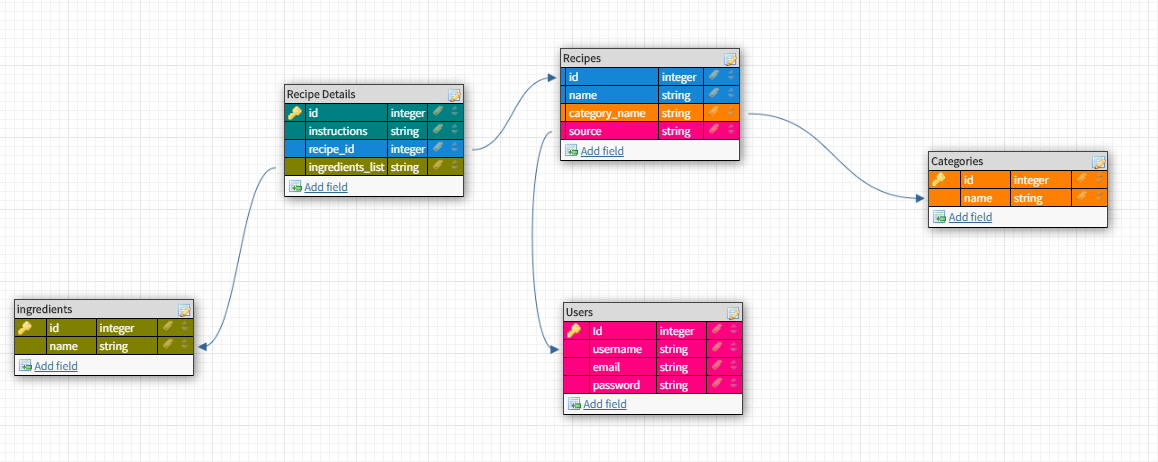 Recipes
id integer
name string
category_name string
source string
Add field
Recipe Details
id integer
instructions string
recipe_id integer
ingredients_list string
Add field
Categories
id integer
name string
Add field
ingredients
id integer
name string
Add field
Users
Id integer
username string
email string
password string
Add field